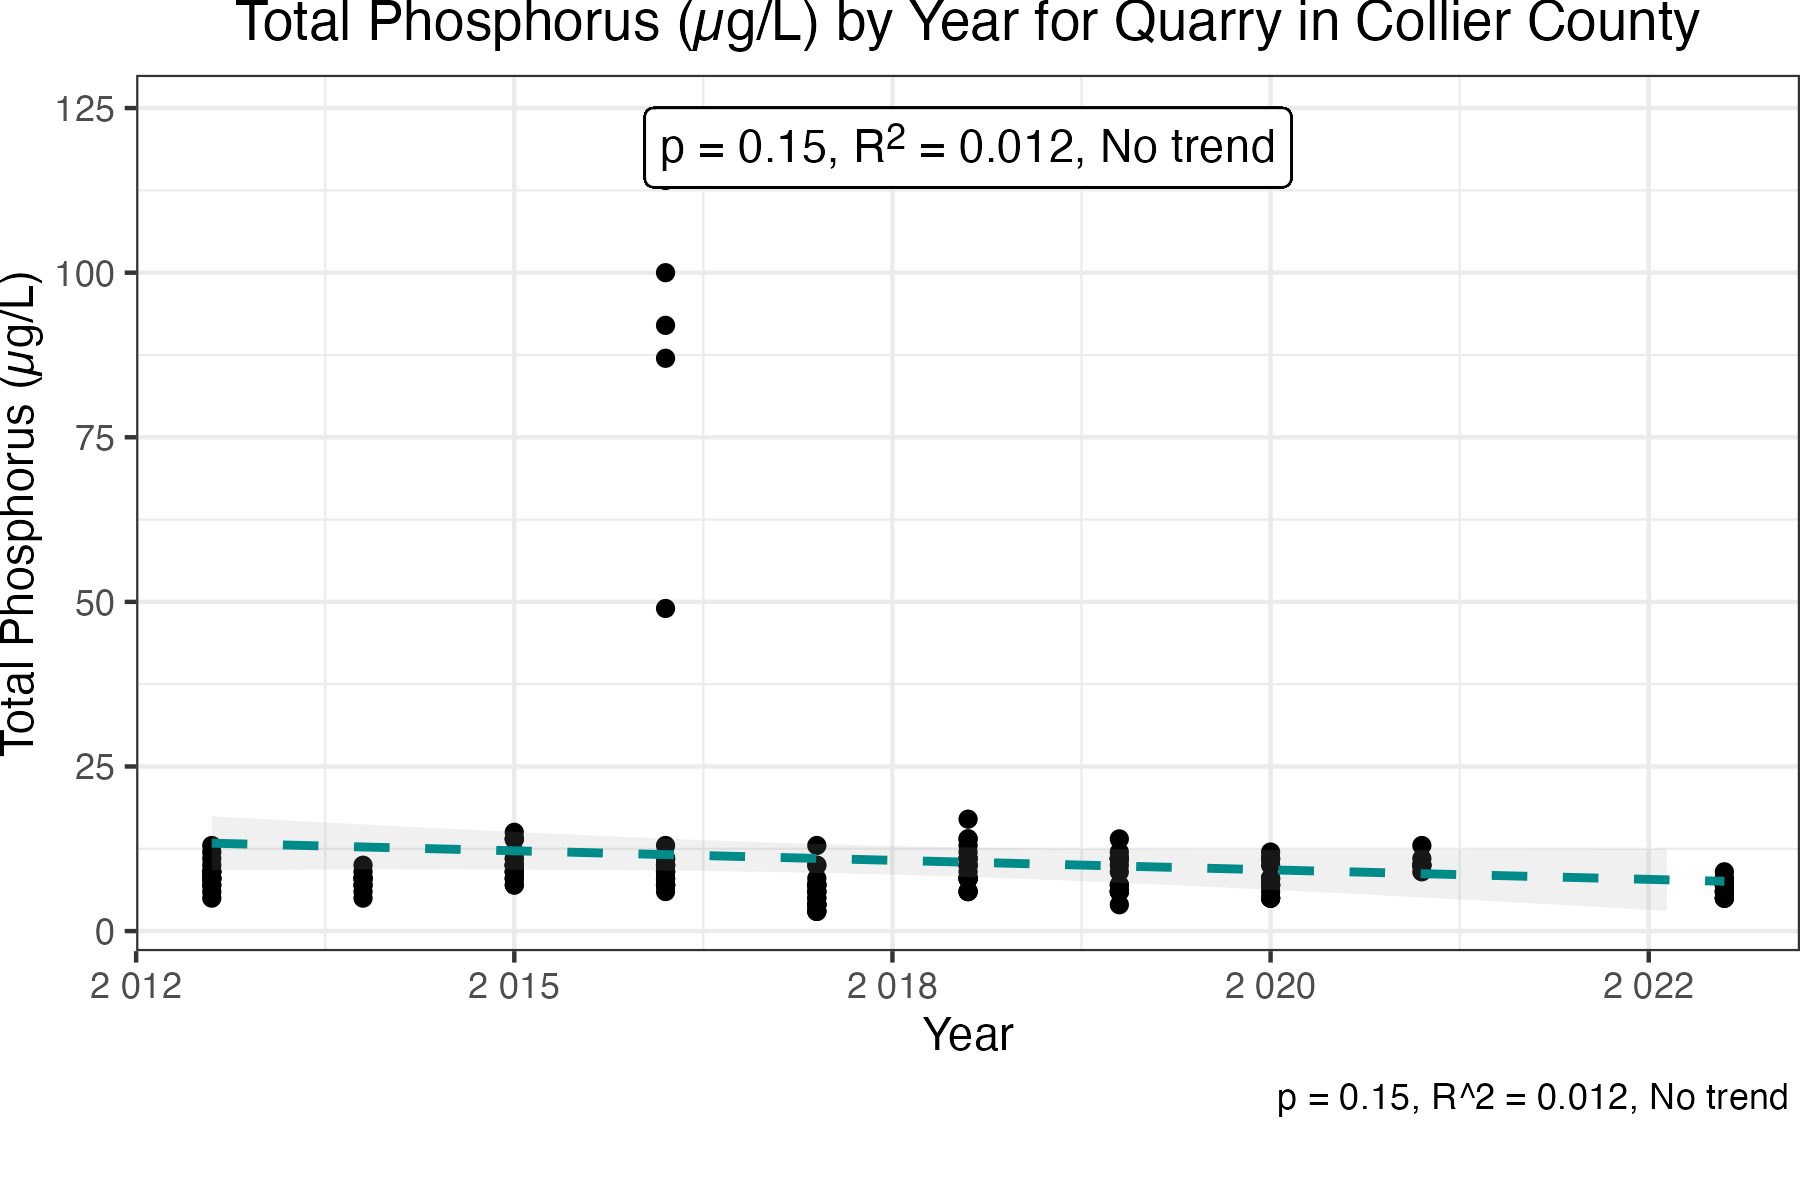 Total Phosphorus (µg/L) by Year for Quarry in Collier County
p = 0.15, R² = 0.012, No trend
Total Phosphorus (µg/L)
125
100
75
50
25
0
2 012 2 015 2 018 2 020 2 022
Year
p = 0.15, R^2 = 0.012, No trend